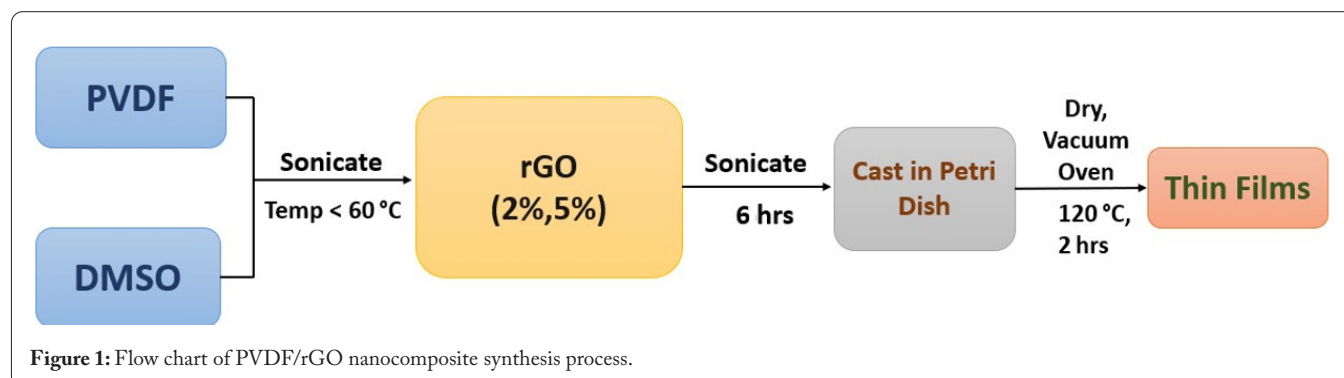 PVDF
DMSO
Sonicate
Temp < 60 °C
rGO
(2%,5%)
Sonicate
6 hrs
Cast in Petri
Dish
Dry,
Vacuum
Oven
120 °C,
2 hrs
Thin Films
Figure 1: Flow chart of PVDF/rGO nanocomposite synthesis process.